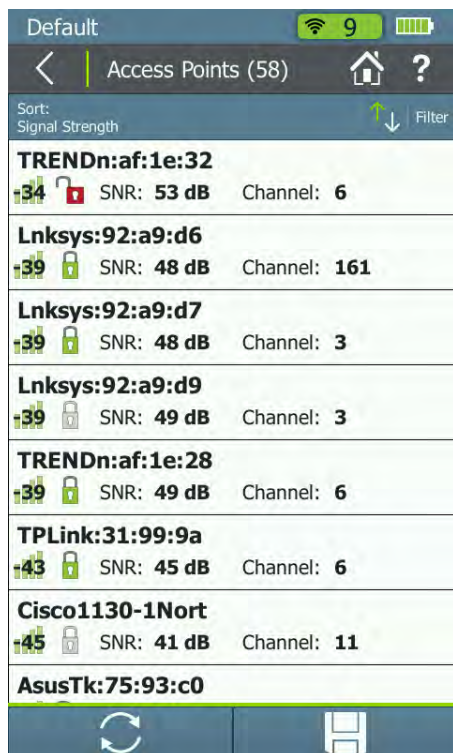 Default 9
Access Points (58) ?
Sort:
Signal Strength
Filter
TRENDn:af:1e:32
-34 SNR: 53 dB Channel: 6
Lnksys:92:a9:d6
-39 SNR: 48 dB Channel: 161
Lnksys:92:a9:d7
-39 SNR: 48 dB Channel: 3
Lnksys:92:a9:d9
-39 SNR: 49 dB Channel: 3
TRENDn:af:1e:28
-39 SNR: 49 dB Channel: 6
TPLink:31:99:9a
-43 SNR: 45 dB Channel: 6
Cisco1130-1Nort
-45 SNR: 41 dB Channel: 11
AsusTk:75:93:c0